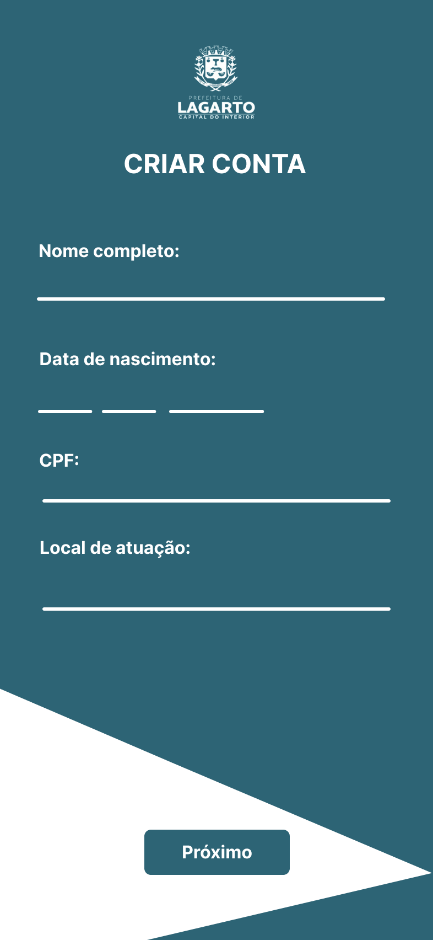 PREFEITURA DE
LAGARTO
CAPITAL DO INTERIOR
CRIAR CONTA
Nome completo:
Data de nascimento:
CPF:
Local de atuação:
Próximo